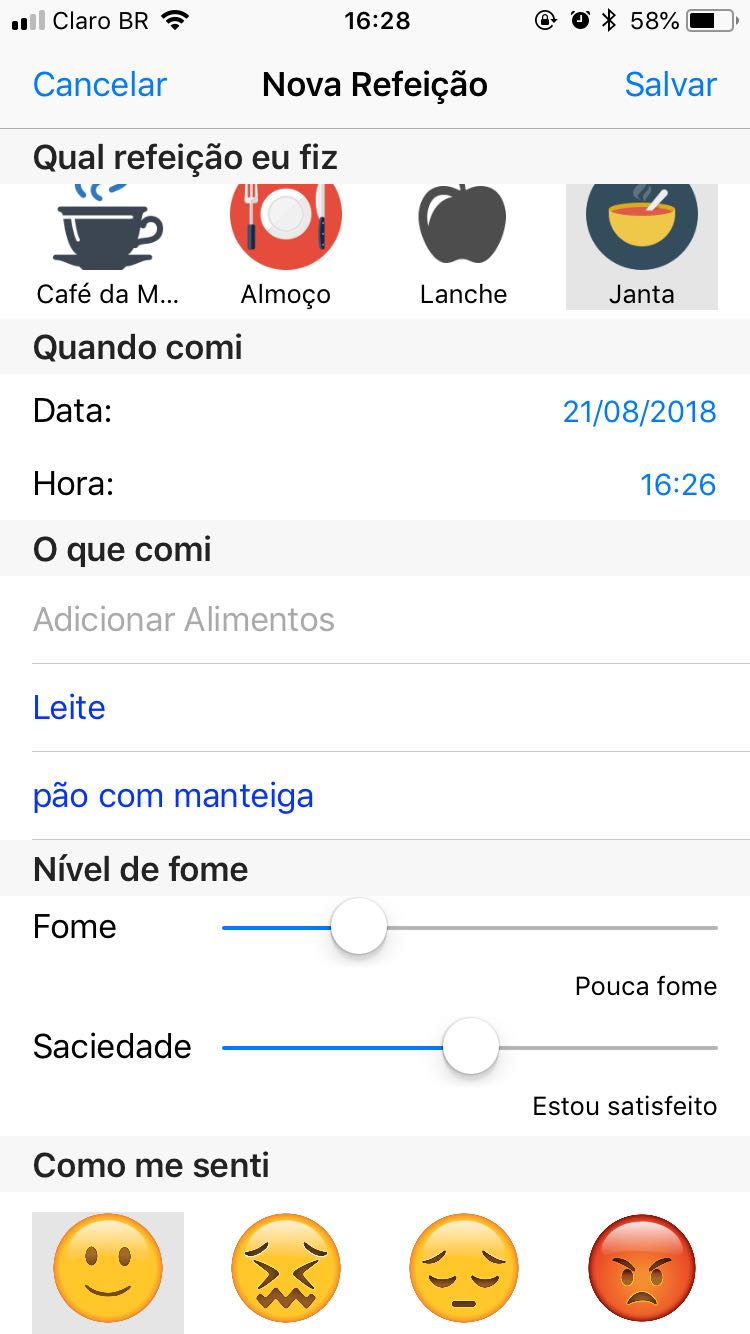 Claro BR 16:28 58%
Cancelar Nova Refeição Salvar
Qual refeição eu fiz
Café da M... Almoço Lanche Janta
Quando comi
Data: 21/08/2018
Hora: 16:26
O que comi
Adicionar Alimentos
Leite
pão com manteiga
Nível de fome
Fome
Pouca fome
Saciedade
Estou satisfeito
Como me senti